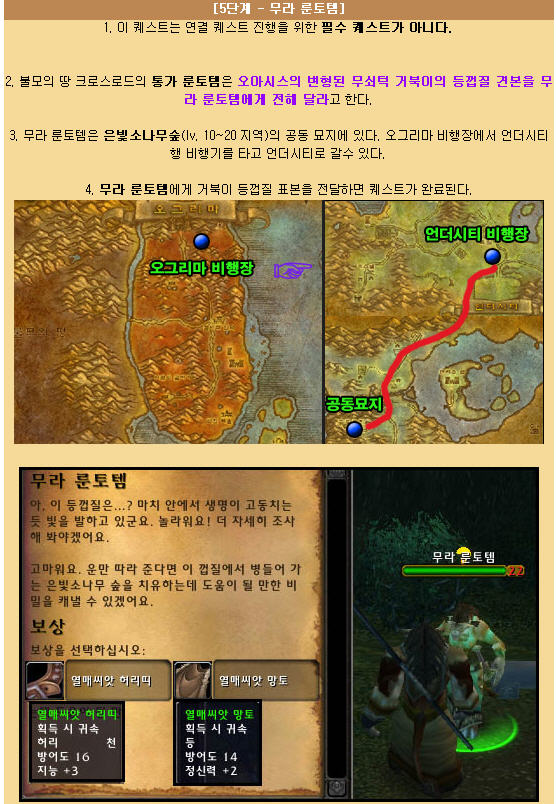 [5단계 - 무라 룬토템]
1. 이 퀘스트는 연결 퀘스트 진행을 위한 필수 퀘스트가 아니다.
2. 불모의 땅 크로스로드의 통가 룬토템은 오아시스의 변형된 무쇠턱 거북이의 등껍질 견본을 무
라 룬토템에게 전해 달라고 한다.
3. 무라 룬토템은 은빛소나무숲(lv. 10~20 지역)의 공동 묘지에 있다. 오그리마 비행장에서 언더시티
행 비행기를 타고 언더시티로 갈수 있다.
4. 무라 룬토템에게 거북이 등껍질 표본을 전달하면 퀘스트가 완료된다.
오그리마
오그리마 비행장
언더시티 비행장
언더시티
공동묘지
무라 룬토템
아, 이 등껍질은...? 마치 안에서 생명이 고동치는
듯 빛을 발하고 있군요. 놀라워요! 더 자세히 조사
해 봐야겠어요.
고마워요. 운만 따라 준다면 이 껍질에서 병들어 가
는 은빛소나무 숲을 치유하는데 도움이 될 만한 비
밀을 캐낼 수 있겠어요.
보상
보상을 선택하십시오:
열매씨앗 허리띠
열매씨앗 망토
열매씨앗 허리띠
획득 시 귀속
허리 천
방어도 16
지능 +3
열매씨앗 망토
획득 시 귀속
등
방어도 14
정신력 +2
무라 룬토템